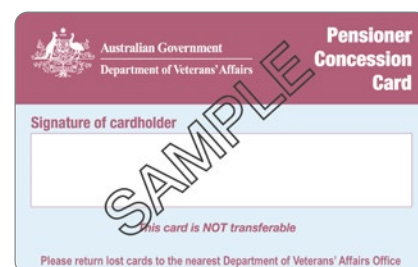 Australian Government
Department of Veterans' Affairs
Pensioner
Concession
Card
Signature of cardholder
SAMPLE
This card is NOT transferable
Please return lost cards to the nearest Department of Veterans' Affairs Office